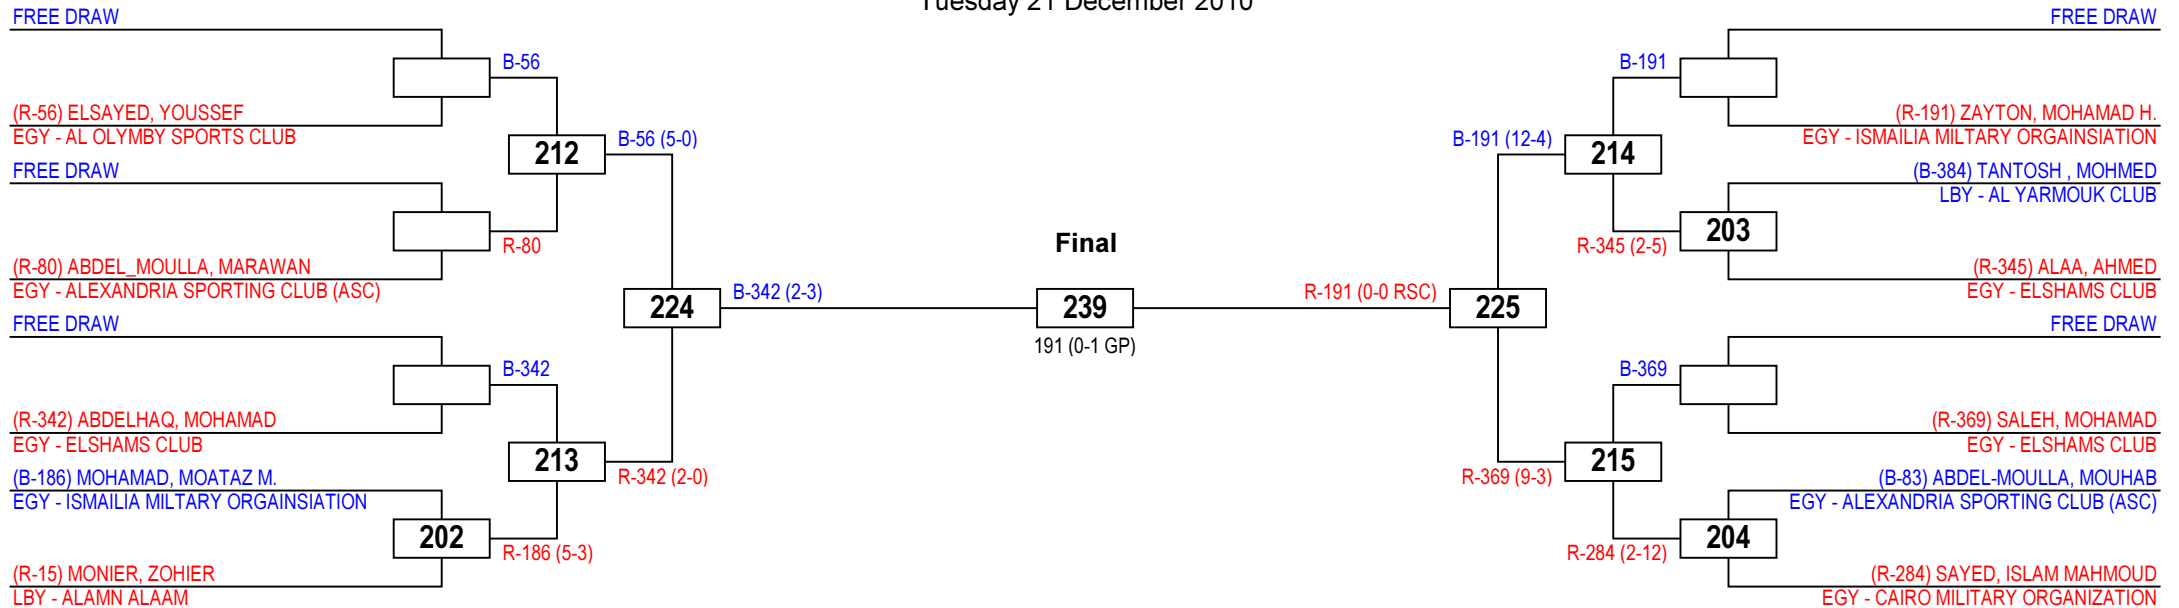 Tuesday 21 December 2010
FREE DRAW
B-56
(R-56) ELSAYED, YOUSSEF
EGY - AL OLYMBY SPORTS CLUB
212
B-56 (5-0)
FREE DRAW
R-80
(R-80) ABDEL_MOULLA, MARAWAN
EGY - ALEXANDRIA SPORTING CLUB (ASC)
224
B-342 (2-3)
FREE DRAW
B-342
(R-342) ABDELHAQ, MOHAMAD
EGY - ELSHAMS CLUB
213
R-342 (2-0)
(B-186) MOHAMAD, MOATAZ M.
EGY - ISMAILIA MILTARY ORGAINSIATION
202
R-186 (5-3)
(R-15) MONIER, ZOHIER
LBY - ALAMN ALAAM
Final
239
191 (0-1 GP)
FREE DRAW
B-191
(R-191) ZAYTON, MOHAMAD H.
EGY - ISMAILIA MILTARY ORGAINSIATION
B-191 (12-4)
214
(B-384) TANTOSH , MOHMED
LBY - AL YARMOUK CLUB
203
R-345 (2-5)
(R-345) ALAA, AHMED
EGY - ELSHAMS CLUB
R-191 (0-0 RSC)
225
FREE DRAW
B-369
(R-369) SALEH, MOHAMAD
EGY - ELSHAMS CLUB
215
R-369 (9-3)
(B-83) ABDEL-MOULLA, MOUHAB
EGY - ALEXANDRIA SPORTING CLUB (ASC)
204
R-284 (2-12)
(R-284) SAYED, ISLAM MAHMOUD
EGY - CAIRO MILITARY ORGANIZATION